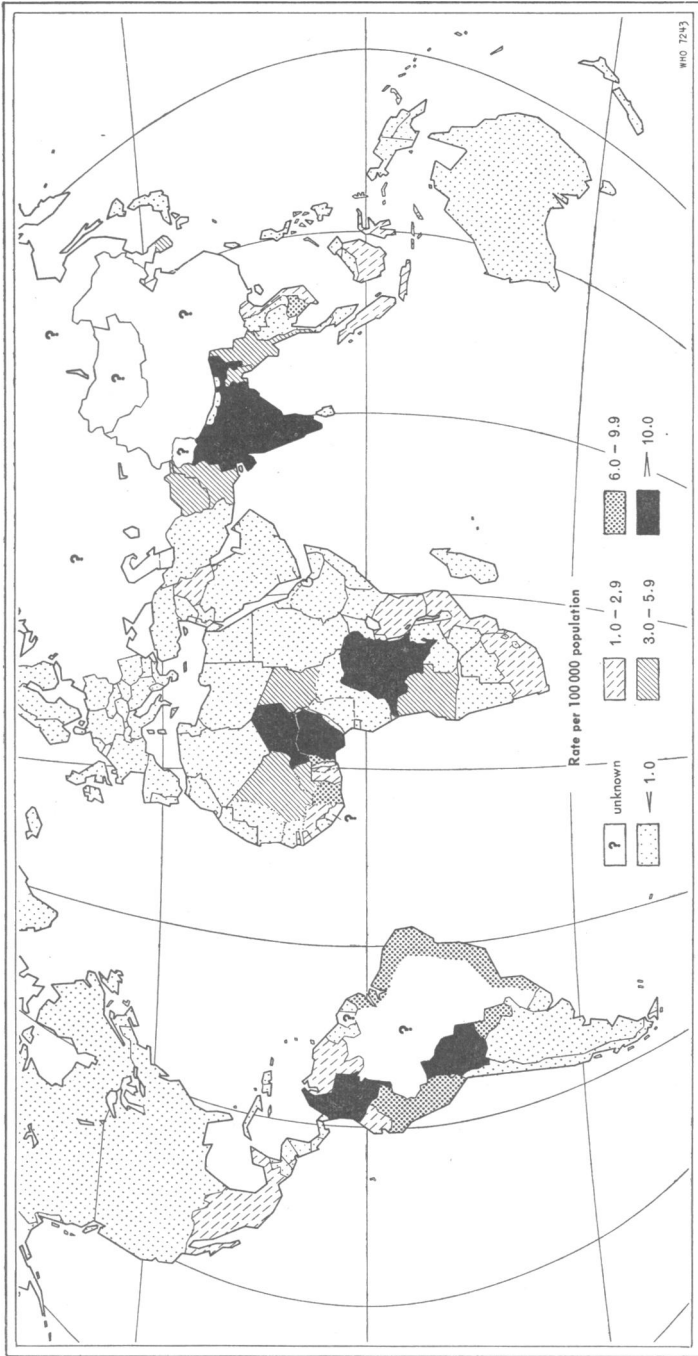 ?
?
?
?
?
?
?
?
Rate per 100 000 population
? unknown
< 1.0
1.0 – 2.9
3.0 – 5.9
6.0 – 9.9
> 10.0
WHO 7243